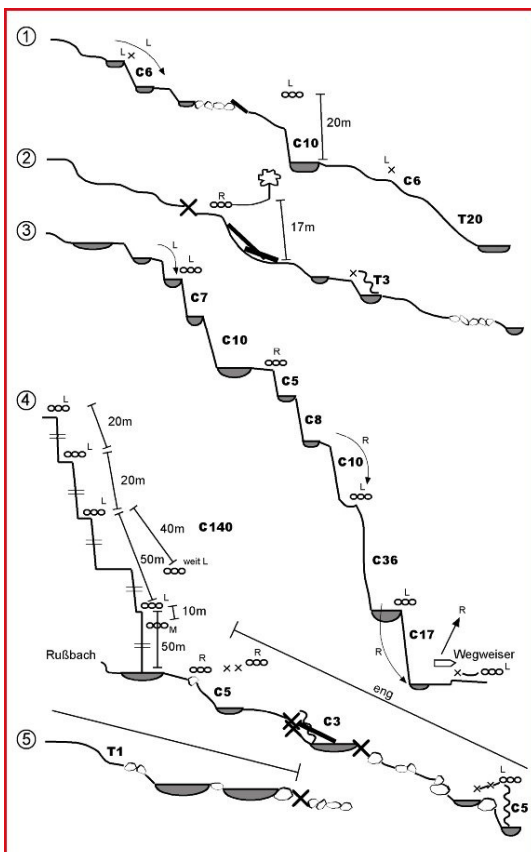 1
L
L
C6
L
20m
C10
L
C6
T20
2
R
17m
T3
3
L
L
C7
C10
R
C5
C8
R
C10
L
C36
L
C17
R
R
Wegweiser
L
4
L
20m
L
20m
L
40m
C140
50m
weit L
L
10m
M
50m
Rußbach
R
R
C5
eng
C3
L
C5
5
T1